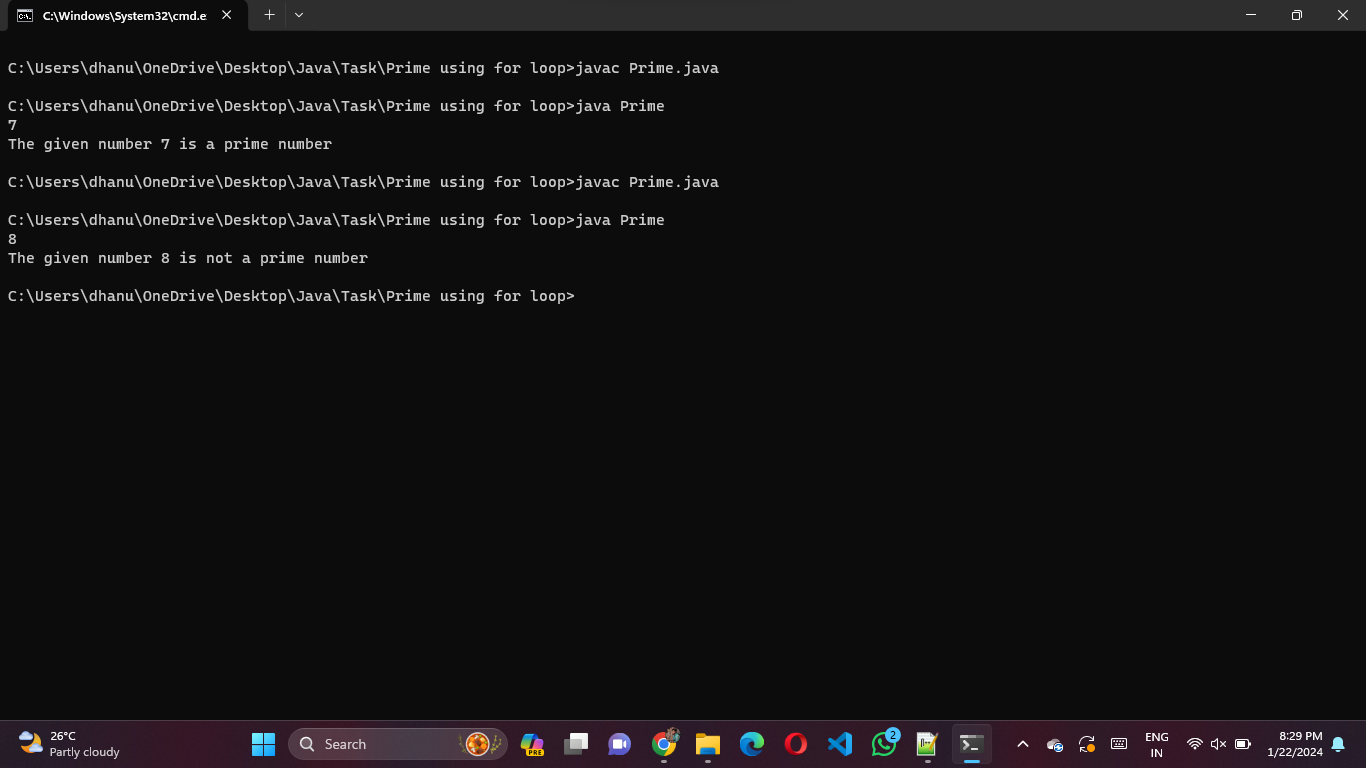 C:\Windows\System32\cmd.e
C:\Users\dhanu\OneDrive\Desktop\Java\Task\Prime using for loop>javac Prime.java
C:\Users\dhanu\OneDrive\Desktop\Java\Task\Prime using for loop>java Prime
7
The given number 7 is a prime number
C:\Users\dhanu\OneDrive\Desktop\Java\Task\Prime using for loop>javac Prime.java
C:\Users\dhanu\OneDrive\Desktop\Java\Task\Prime using for loop>java Prime
8
The given number 8 is not a prime number
C:\Users\dhanu\OneDrive\Desktop\Java\Task\Prime using for loop>
26°C
Partly cloudy
Search
PRE
2
ENG
IN
8:29 PM
1/22/2024